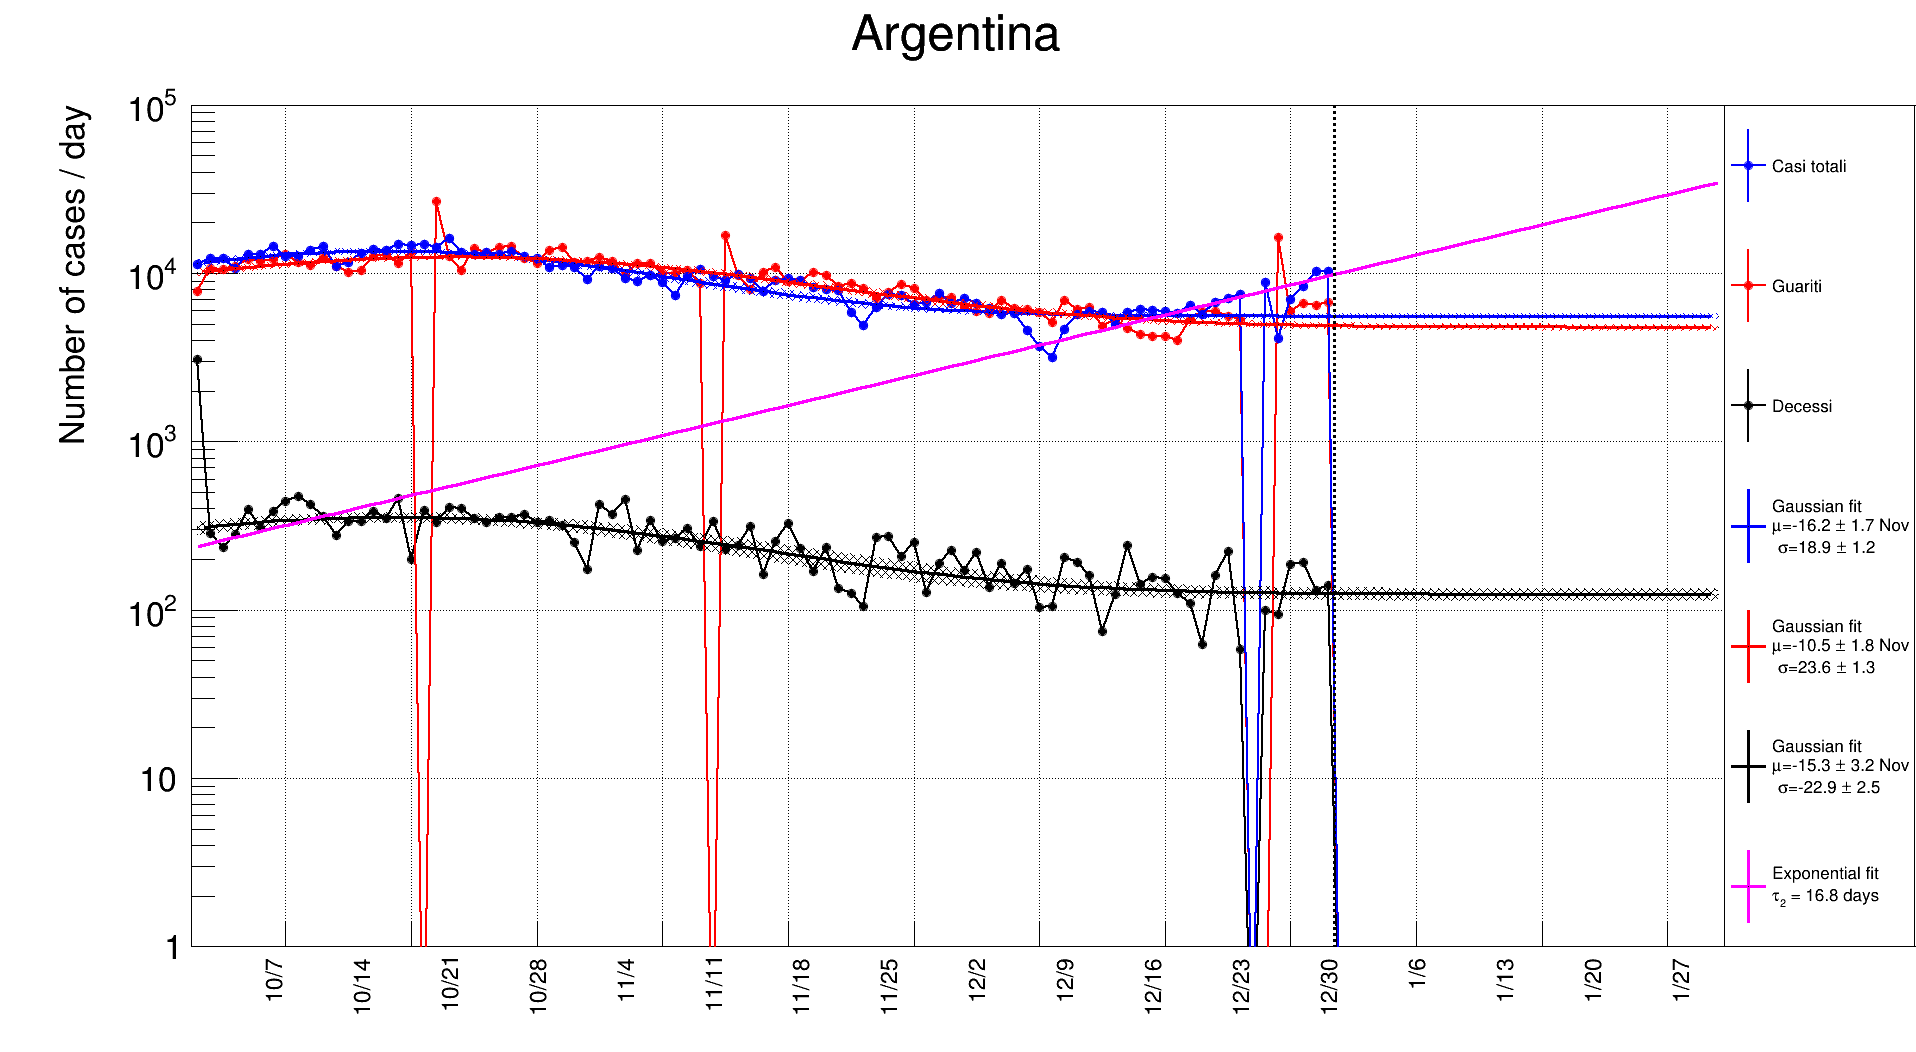 Argentina
Number of cases / day
10^5
10^4
10^3
10^2
10
1
10/7
10/14
10/21
10/28
11/4
11/11
11/18
11/25
12/2
12/9
12/16
12/23
12/30
1/6
1/13
1/20
1/27
Casi totali
Guariti
Decessi
Gaussian fit
μ=-16.2 ± 1.7 Nov
σ=18.9 ± 1.2
Gaussian fit
μ=-10.5 ± 1.8 Nov
σ=23.6 ± 1.3
Gaussian fit
μ=-15.3 ± 3.2 Nov
σ=-22.9 ± 2.5
Exponential fit
τ₂ = 16.8 days